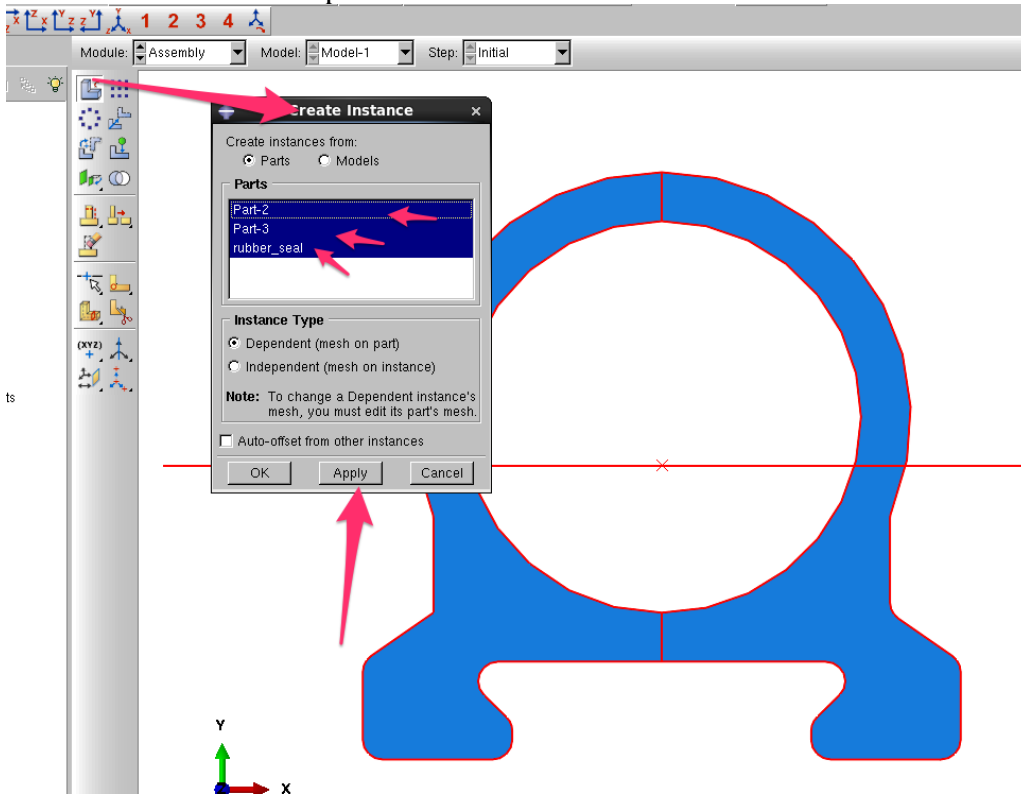 z x z x Y z z Y z x 1 2 3 4
Module: Assembly Model: Model-1 Step: Initial
Create Instance x
Create instances from:
Parts Models
Parts
Part-2
Part-3
rubber_seal
Instance Type
Dependent (mesh on part)
Independent (mesh on instance)
Note: To change a Dependent instance's
mesh, you must edit its part's mesh.
Auto-offset from other instances
OK Apply Cancel
(XYZ)
ts
Y
X